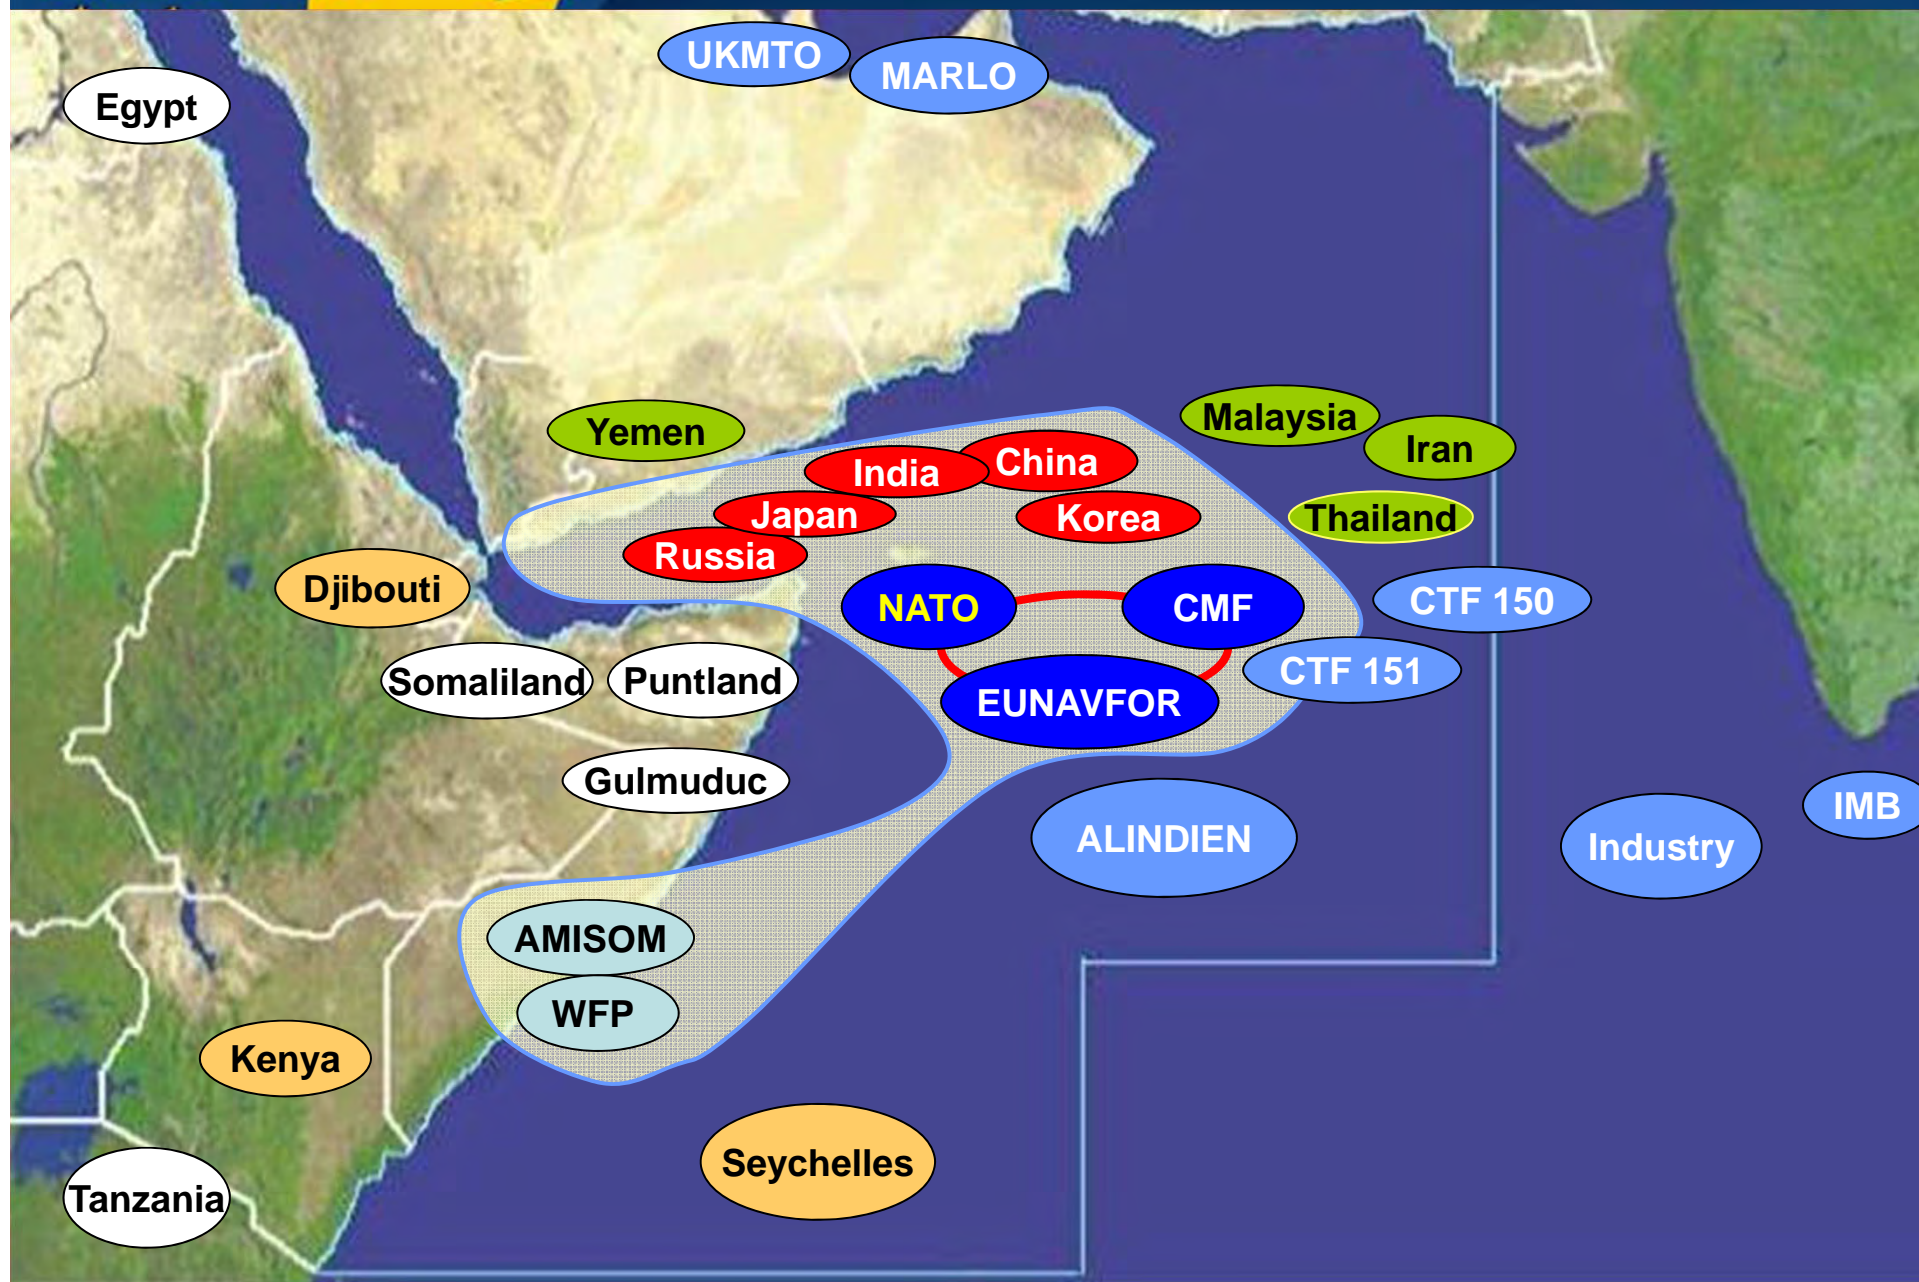 UKMTO
MARLO
Egypt
Malaysia
Yemen
Iran
China
India
Japan
Korea
Thailand
Russia
Djibouti
NATO
CMF
CTF 150
Somaliland
Puntland
CTF 151
EUNAVFOR
Gulmuduc
IMB
ALINDIEN
Industry
AMISOM
WFP
Kenya
Seychelles
Tanzania